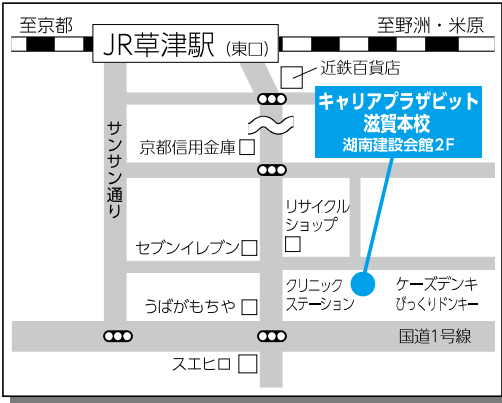 至京都
至野洲・米原
JR草津駅（東口）
近鉄百貨店
キャリアプラザビット
滋賀本校
湖南建設会館2F
サンサン通り
京都信用金庫
リサイクル
ショップ
セブンイレブン
クリニック
ステーション
ケーズデンキ
びっくりドンキー
うばがもちや
国道1号線
スエヒロ